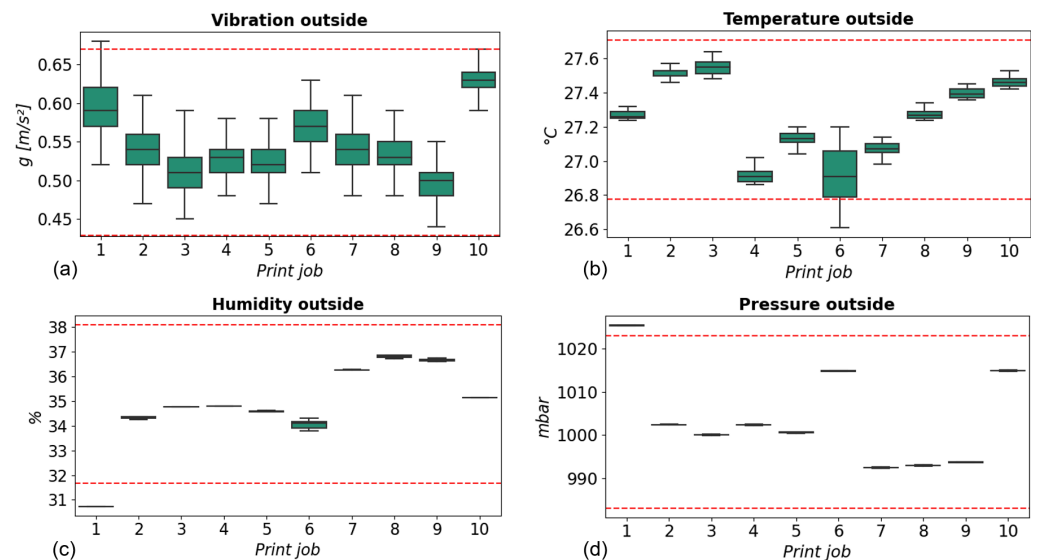 Vibration outside
g [m/s²]
0.65
0.60
0.55
0.50
0.45
1 2 3 4 5 6 7 8 9 10
(a)
Print job
Temperature outside
°C
27.6
27.4
27.2
27.0
26.8
26.6
1 2 3 4 5 6 7 8 9 10
(b)
Print job
Humidity outside
%
38
37
36
35
34
33
32
31
1 2 3 4 5 6 7 8 9 10
(c)
Print job
Pressure outside
mbar
1020
1010
1000
990
1 2 3 4 5 6 7 8 9 10
(d)
Print job